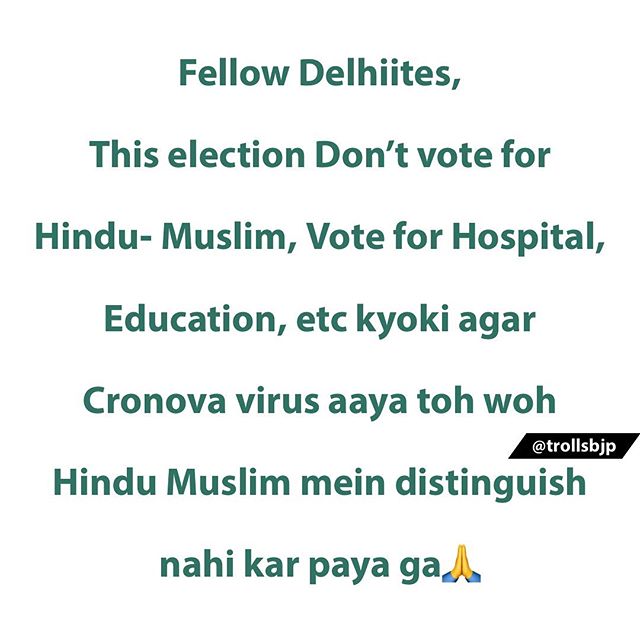 Fellow Delhiites,
This election Don’t vote for
Hindu- Muslim, Vote for Hospital,
Education, etc kyoki agar
Cronova virus aaya toh woh
@trollsbjp
Hindu Muslim mein distinguish
nahi kar paya ga🙏